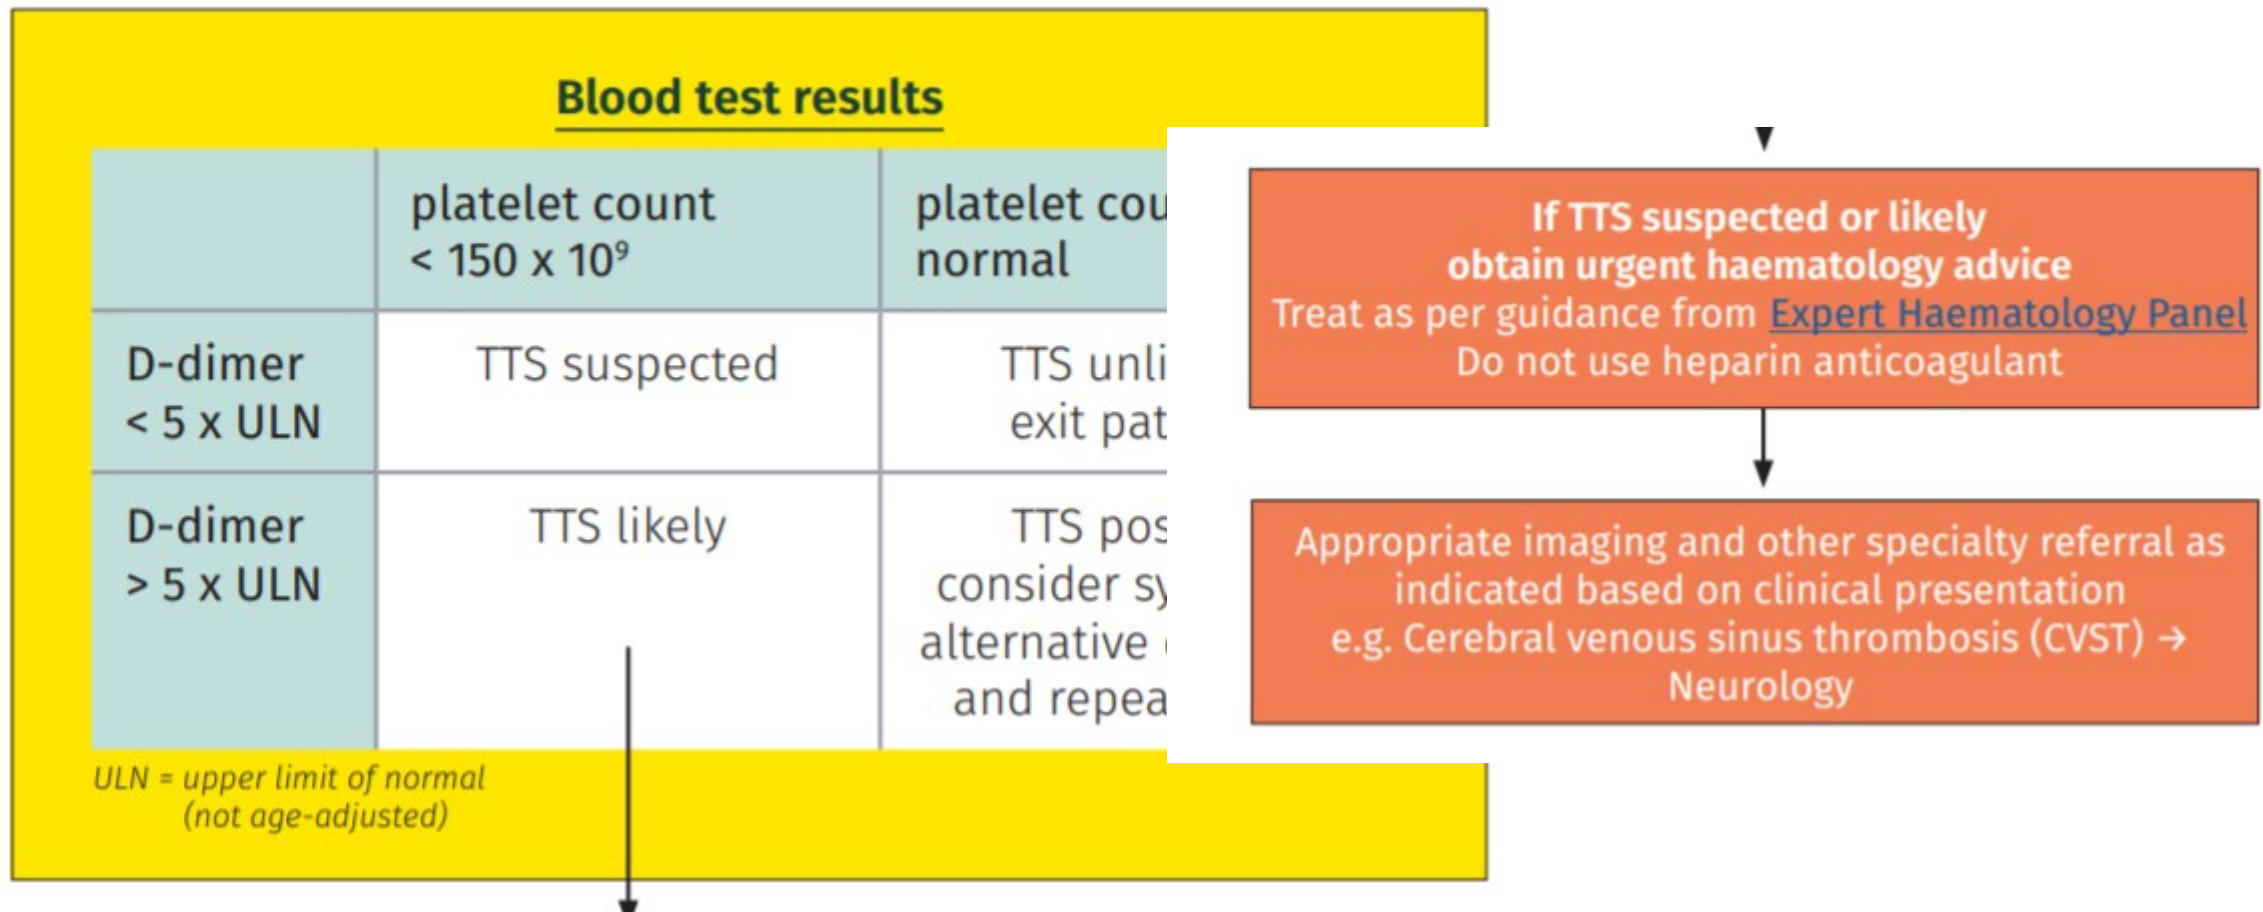 Blood test results
platelet count
< 150 x 10⁹
platelet cou
normal
D-dimer
< 5 x ULN
TTS suspected
TTS unli
exit pat
D-dimer
> 5 x ULN
TTS likely
TTS pos
consider sy
alternative
and repea
ULN = upper limit of normal
(not age-adjusted)
If TTS suspected or likely
obtain urgent haematology advice
Treat as per guidance from Expert Haematology Panel
Do not use heparin anticoagulant
Appropriate imaging and other specialty referral as
indicated based on clinical presentation
e.g. Cerebral venous sinus thrombosis (CVST) →
Neurology